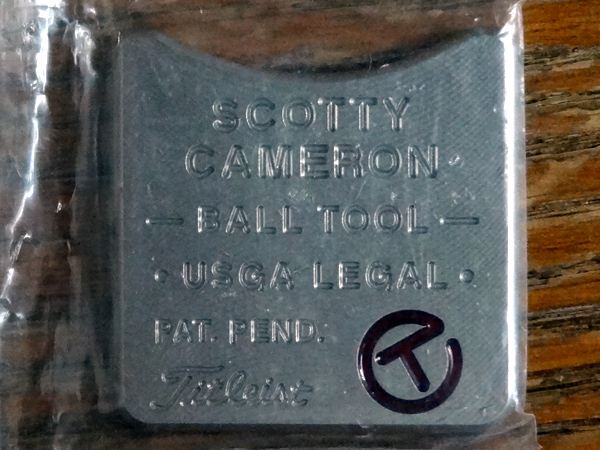 SCOTTY
CAMERON
— BALL TOOL —
• USGA LEGAL •
PAT. PEND.
Titleist
T